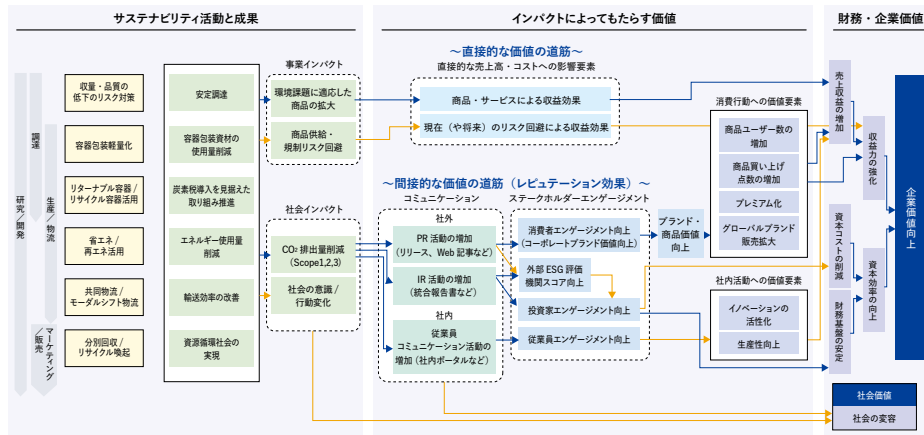 サステナビリティ活動と成果
インパクトによってもたらす価値
財務・企業価値
研究／開発
調達
生産／物流
マーケティング
／販売
収量・品質の
低下のリスク対策
容器包装軽量化
リターナブル容器／
リサイクル容器活用
省エネ／
再エネ活用
共同物流／
モーダルシフト物流
分別回収／
リサイクル喚起
安定調達
容器包装資材の
使用量削減
炭素税導入を見据えた
取り組み推進
エネルギー使用量
削減
輸送効率の改善
資源循環社会の
実現
事業インパクト
環境課題に適応した
商品の拡大
商品供給・
規制リスク回避
社会インパクト
CO₂ 排出量削減
（Scope1,2,3）
社会の意識／
行動変化
～直接的な価値の道筋～
直接的な売上高・コストへの影響要素
商品・サービスによる収益効果
現在（や将来）のリスク回避による収益効果
～間接的な価値の道筋（レピュテーション効果）～
コミュニケーション
社外
PR 活動の増加
（リリース、Web 記事など）
IR 活動の増加
（統合報告書など）
社内
従業員
コミュニケーション活動の
増加（社内ポータルなど）
ステークホルダーエンゲージメント
消費者エンゲージメント向上
（コーポレートブランド価値向上）
外部 ESG 評価
機関スコア向上
投資家エンゲージメント向上
従業員エンゲージメント向上
ブランド・
商品価値
向上
消費行動への価値要素
商品ユーザー数の
増加
商品買い上げ
点数の増加
プレミアム化
グローバルブランド
販売拡大
社内活動への価値要素
イノベーションの
活性化
生産性向上
売上収益の増加
収益力の強化
資本コストの削減
資本効率の向上
財務基盤の安定
企業価値向上
社会価値
社会の変容